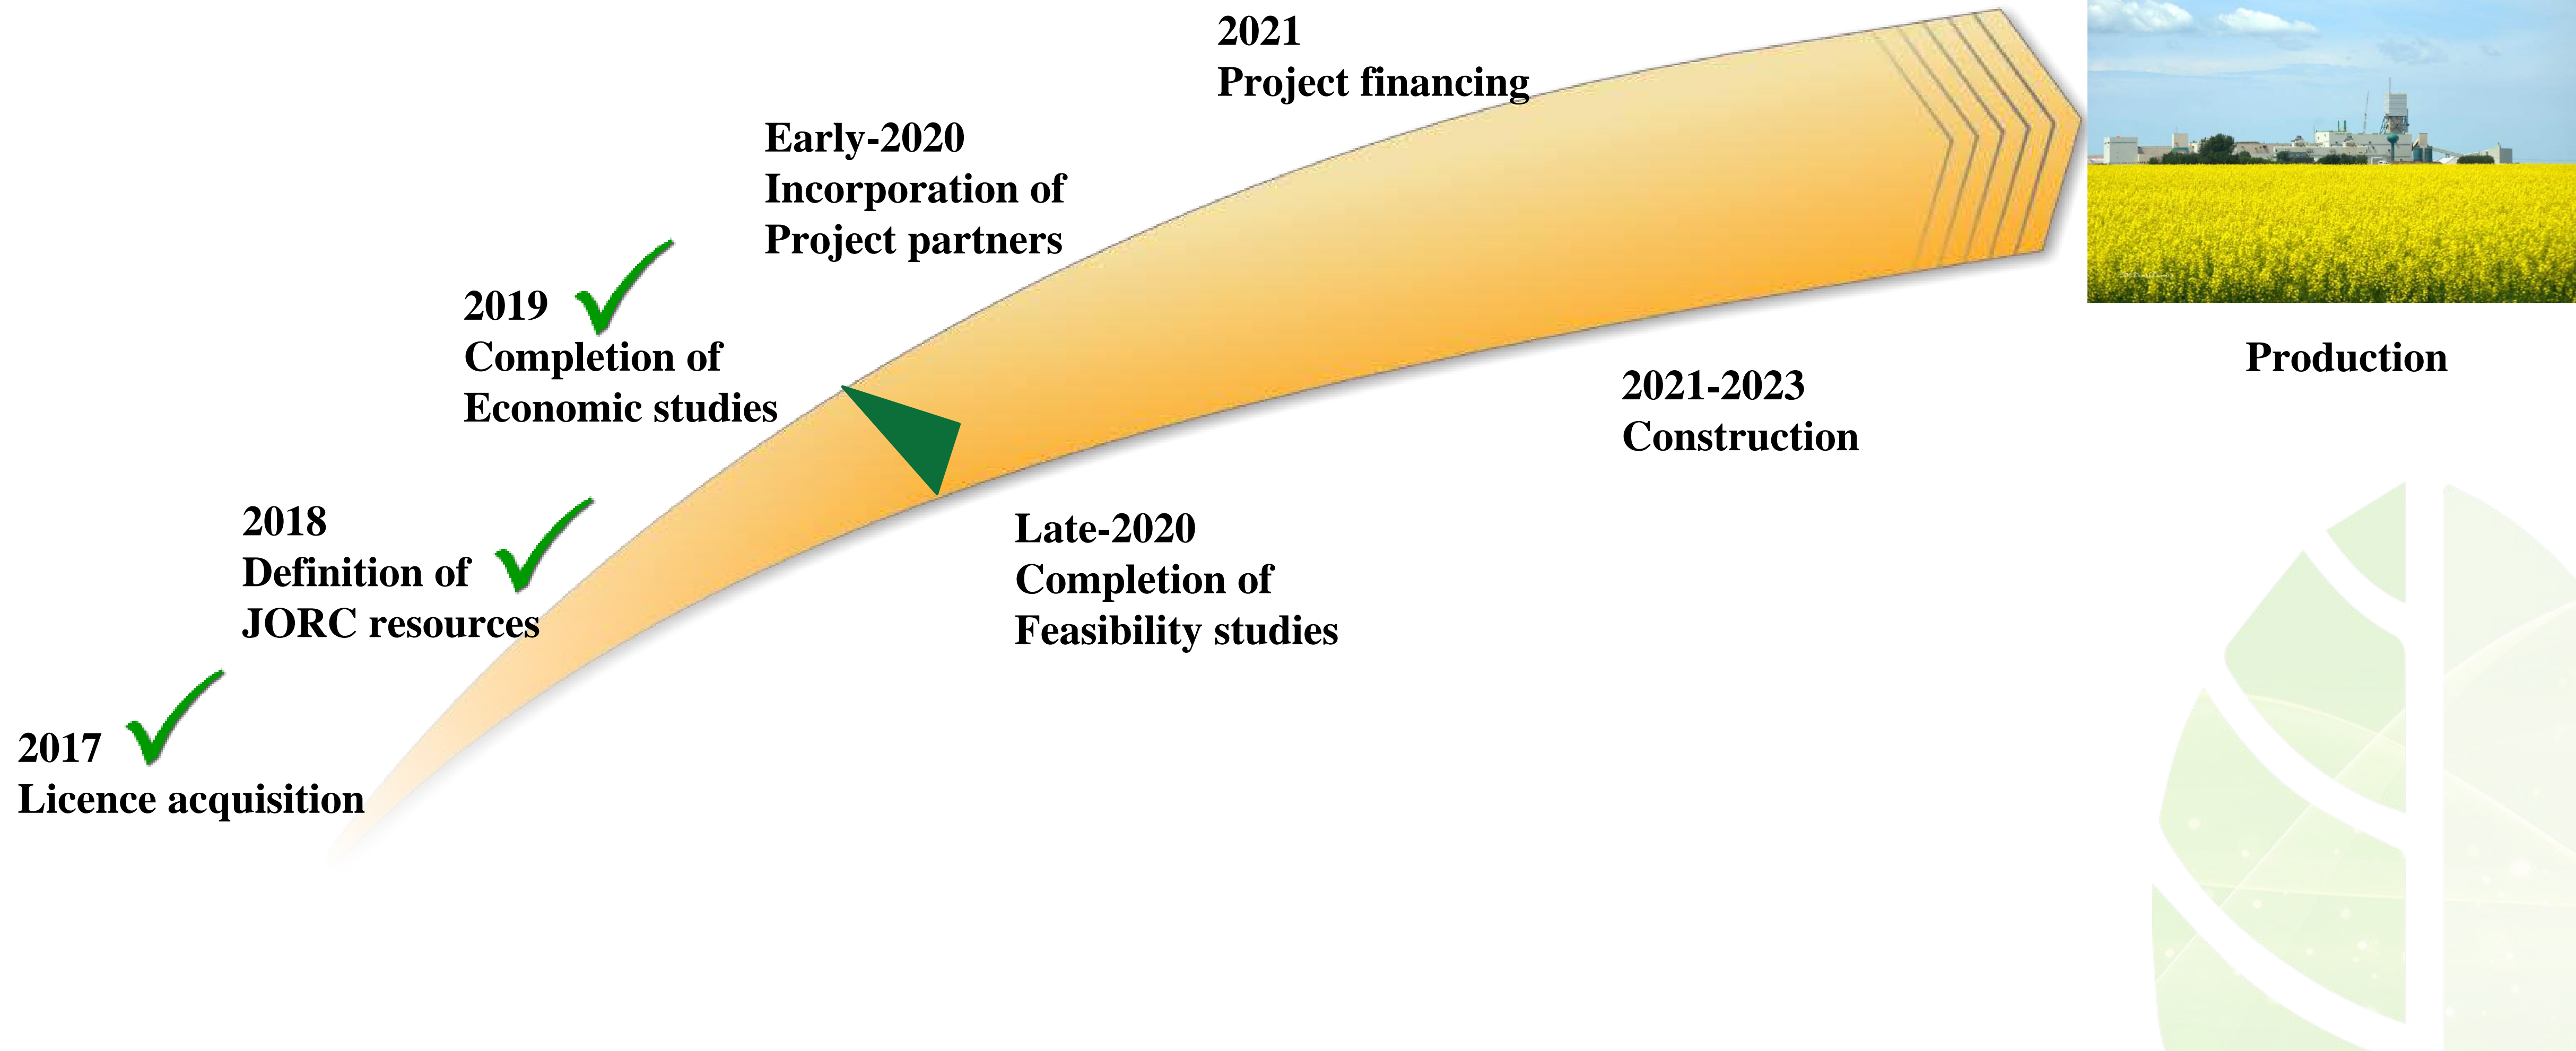 2017
Licence acquisition
2018
Definition of
JORC resources
2019
Completion of
Economic studies
Early-2020
Incorporation of
Project partners
Late-2020
Completion of
Feasibility studies
2021
Project financing
2021-2023
Construction
Production